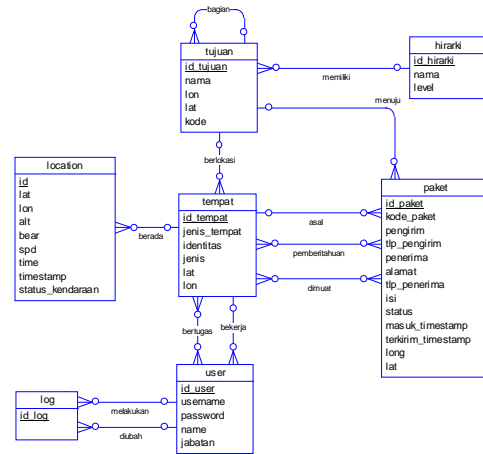 bagian
tujuan
id_tujuan
nama
lon
lat
kode
hirarki
id_hirarki
nama
level
memiliki
menuju
berlokasi
location
id
lat
lon
alt
bear
spd
time
timestamp
status_kendaraan
berada
tempat
id_tempat
jenis_tempat
identitas
jenis
lat
lon
asal
pemberitahuan
dimuat
paket
id_paket
kode_paket
pengirim
tlp_pengirim
penerima
alamat
tlp_penerima
isi
status
masuk_timestamp
terkirim_timestamp
long
lat
bertugas
bekerja
user
id_user
username
password
name
jabatan
log
id_log
melakukan
diubah